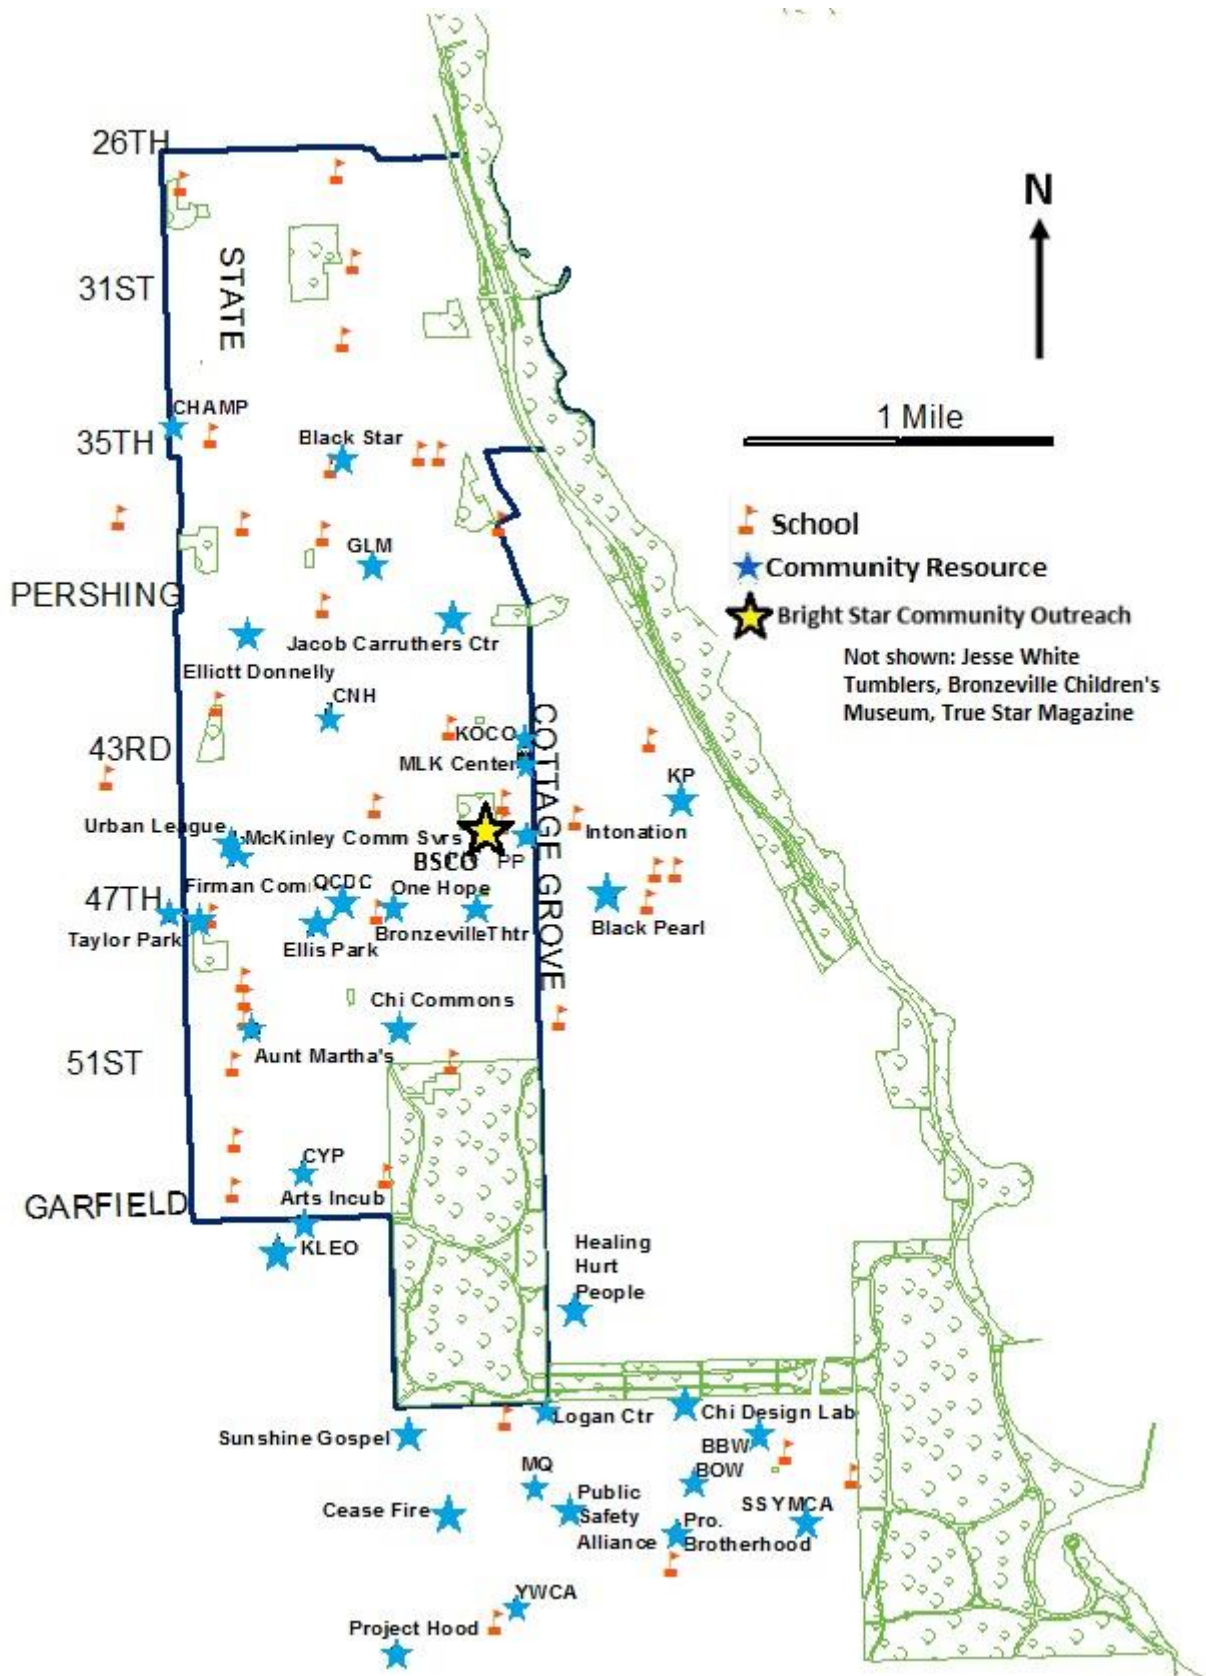 26TH
N
STATE
31ST
CHAMP
1 Mile
35TH
Black Star
School
GLM
Community Resource
PERSHING
Bright Star Community Outreach
Jacob Carruthers Ctr
Not shown: Jesse White
Tumblers, Bronzeville Children's
Museum, True Star Magazine
Elliott Donnelly
CNH
COTTAGE GROVE
KOCO
43RD
MLK Center
KP
Urban League
McKinley Comm Svrs
Intonation
BSCO
PP
Firman Com
QCDC
One Hope
47TH
Black Pearl
Taylor Park
BronzevilleThtr
Ellis Park
Chi Commons
Aunt Martha's
51ST
CYP
Arts Incub
GARFIELD
KLEO
Healing
Hurt
People
Logan Ctr
Chi Design Lab
Sunshine Gospel
BBW
MQ
BOW
Public
Safety
Alliance
SSYMCA
Cease Fire
Pro.
Brotherhood
YWCA
Project Hood